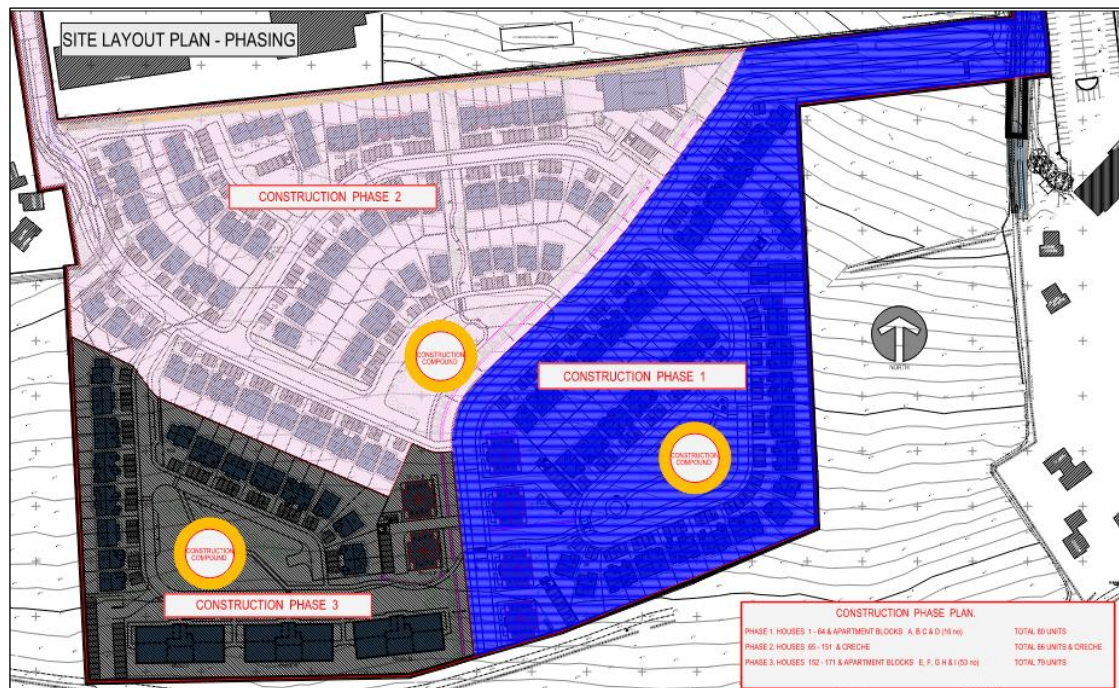 SITE LAYOUT PLAN - PHASING
CONSTRUCTION PHASE 2
CONSTRUCTION
COMPOUND
CONSTRUCTION PHASE 1
NORTH
CONSTRUCTION
COMPOUND
CONSTRUCTION
COMPOUND
CONSTRUCTION PHASE 3
CONSTRUCTION PHASE PLAN.
PHASE 1. HOUSES 1 - 64 & APARTMENT BLOCKS A, B C & D (16 no) TOTAL 80 UNITS
PHASE 2. HOUSES 65 - 151 & CRECHE TOTAL 86 UNITS & CRECHE
PHASE 3. HOUSES 152 - 171 & APARTMENT BLOCKS E, F, G H & I (53 no) TOTAL 79 UNITS